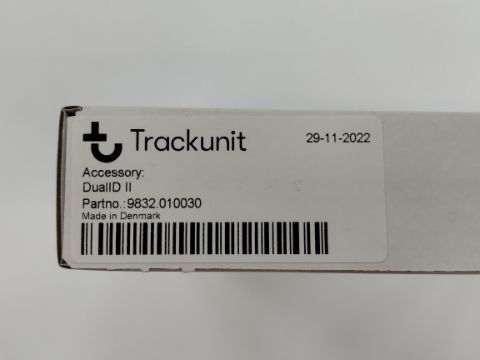 Trackunit 29-11-2022
Accessory:
DualID II
Partno.:9832.010030
Made in Denmark